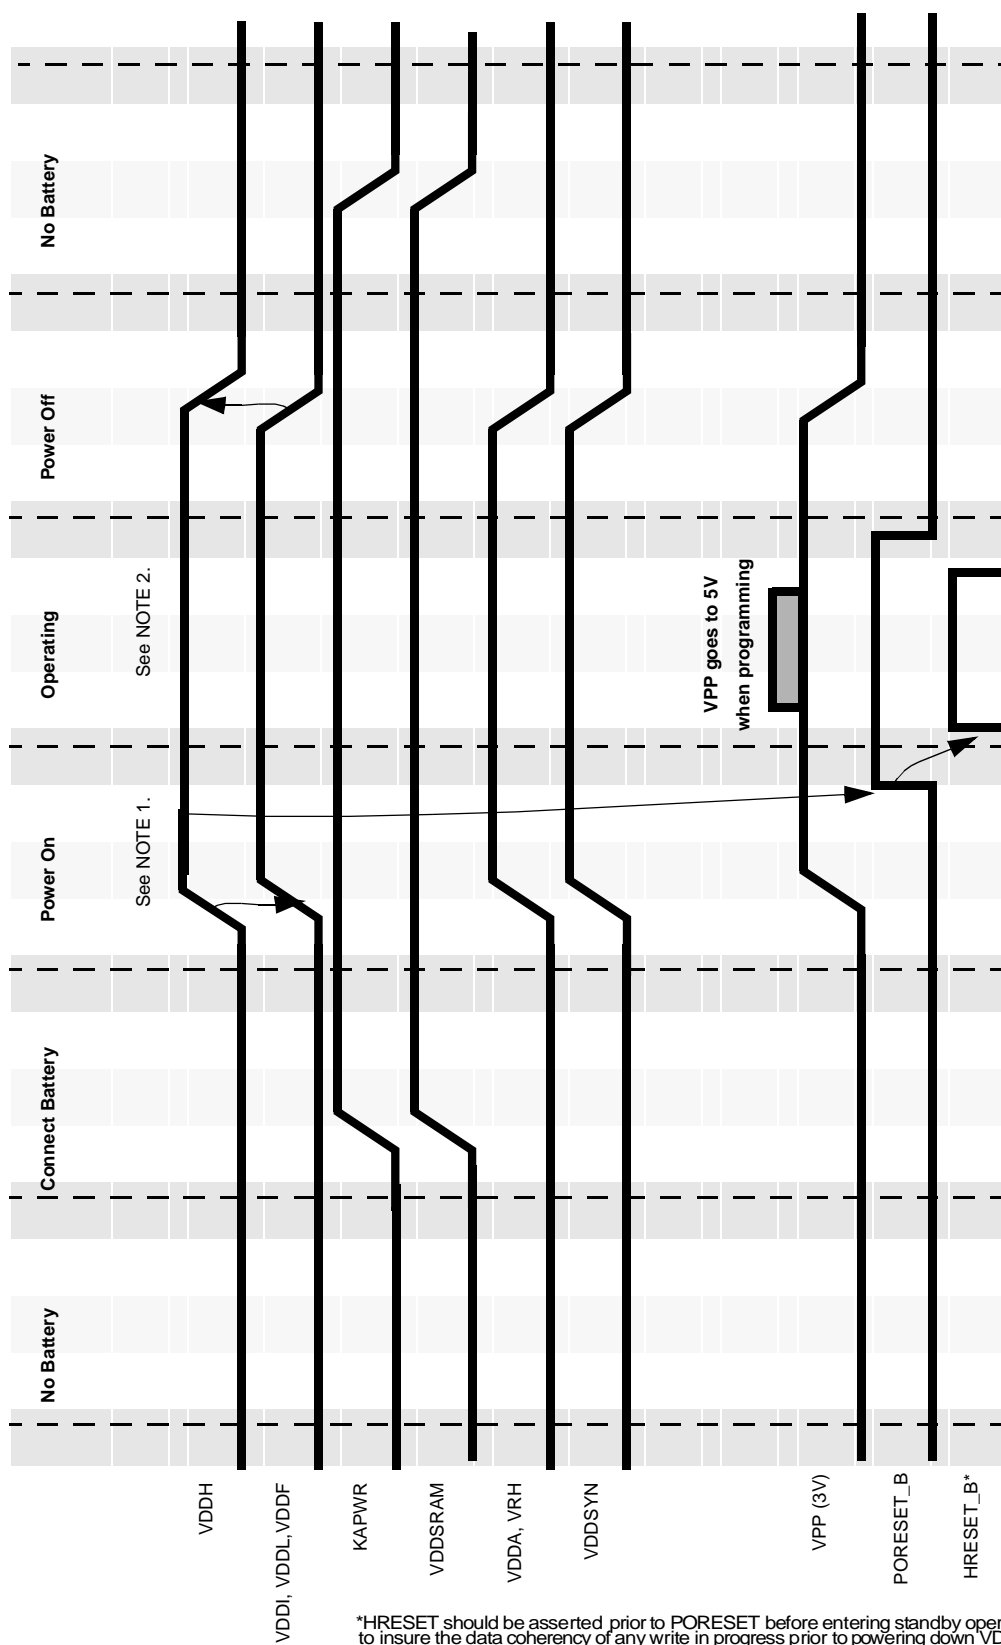 No Battery
Connect Battery
Power On
Operating
Power Off
No Battery
See NOTE 1.
See NOTE 2.
VDDH
VDDI, VDDL,VDDF
KAPWR
VDDSRAM
VDDA, VRH
VDDSYN
VPP goes to 5V
when programming
VPP (3V)
PORESET_B
HRESET_B*
*HRESET should be asserted prior to PORESET before entering standby oper
to insure the data coherency of any write in progress prior to powering down VD